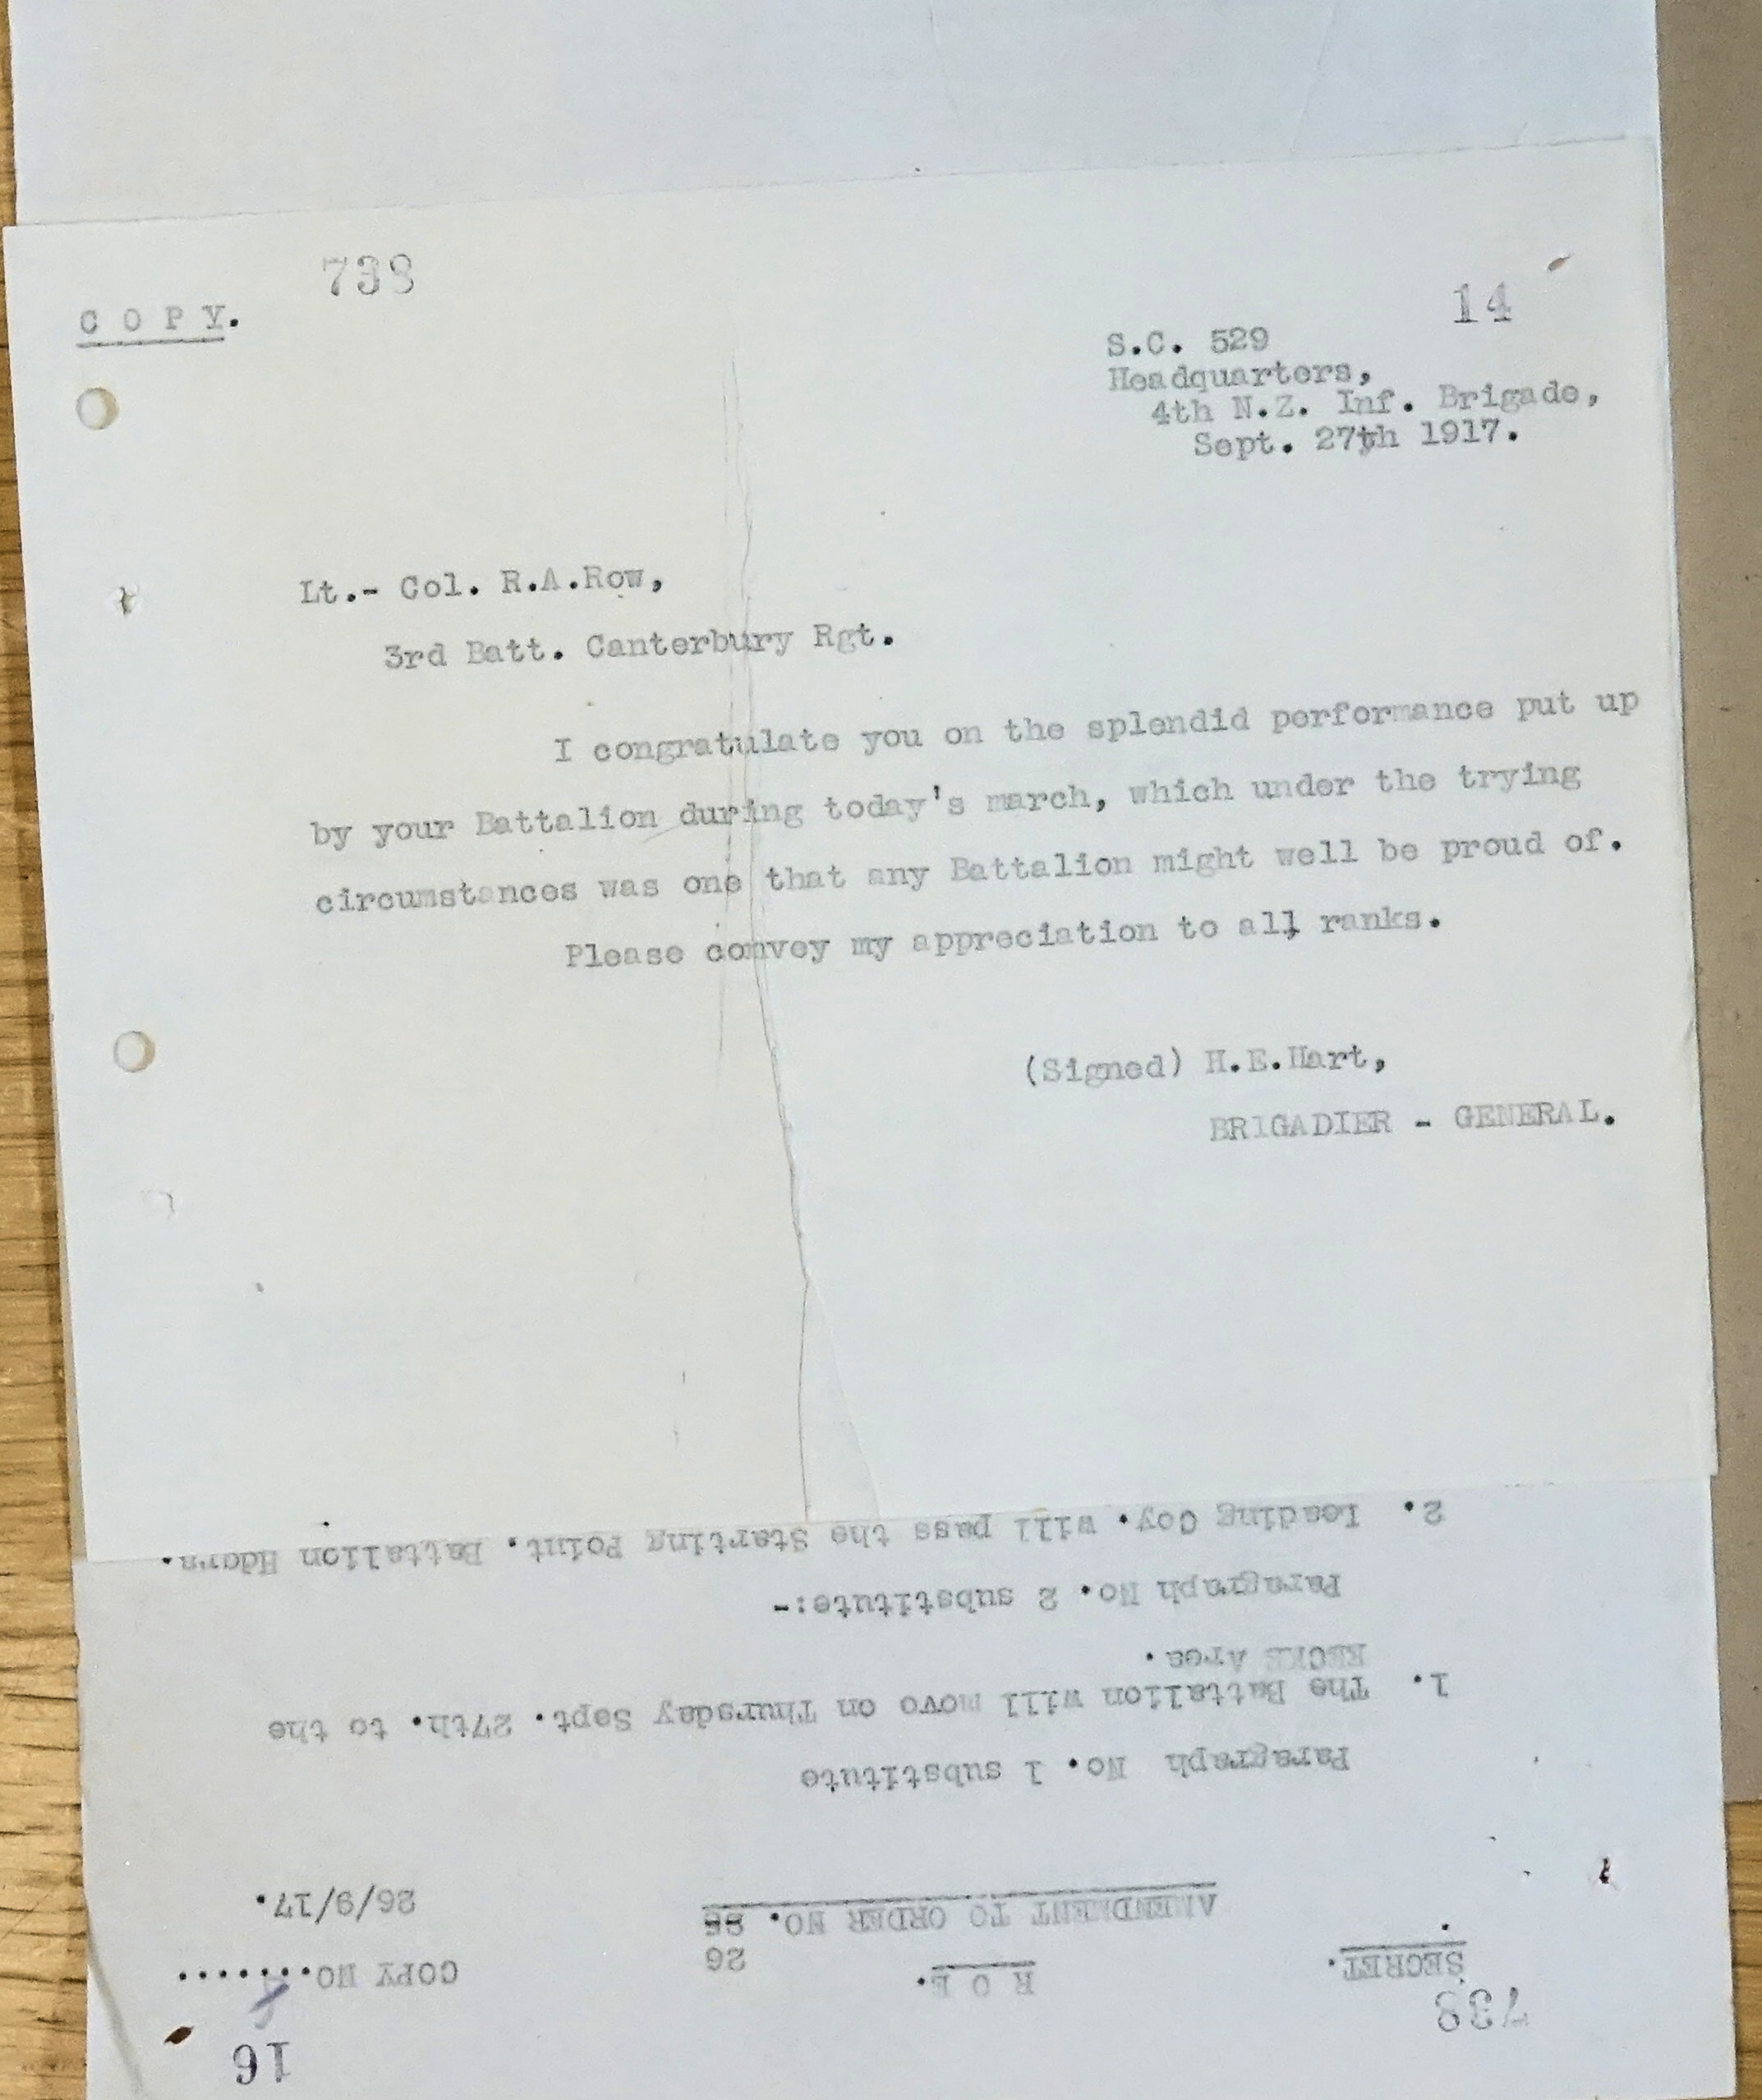 738
14
C O P Y.
S.C. 529
Headquarters,
4th N.Z. Inf. Brigade,
Sept. 27th 1917.
Lt.- Col. R.A.Row,
3rd Batt. Canterbury Rgt.
I congratulate you on the splendid performance put up
by your Battalion during today's march, which under the trying
circumstances was one that any Battalion might well be proud of.
Please convey my appreciation to all ranks.
(Signed) H.E.Hart,
BRIGADIER - GENERAL.
738
16
SECRET.
R O E.
26
COPY NO.......
AMENDMENT TO ORDER NO.
26/9/17.
Paragraph No. 1 substitute
1. The Battalion will move on Thursday Sept. 27th. to the
EECKE Area.
Paragraph No. 2 substitute:-
2. Leading Coy. will pass the Starting Point. Battalion Hdqrs.